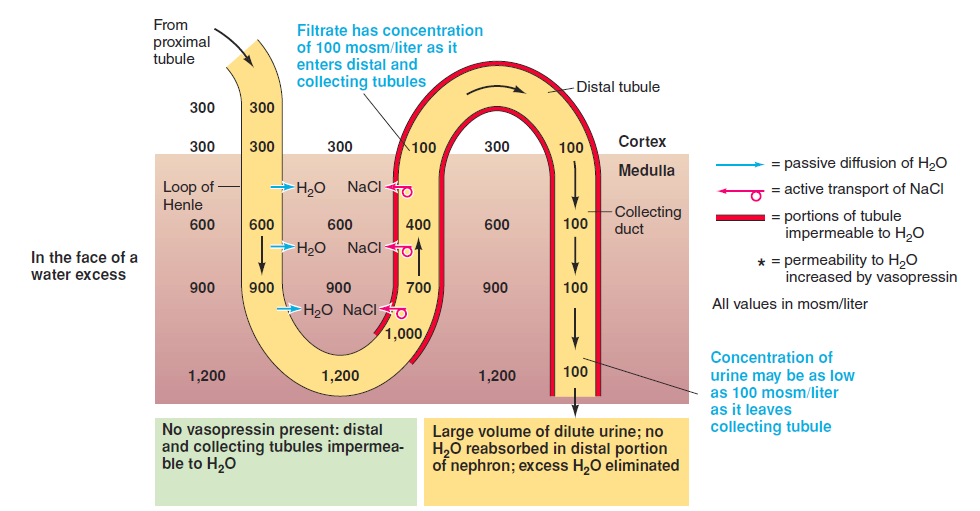 From
proximal
tubule
Filtrate has concentration
of 100 mosm/liter as it
enters distal and
collecting tubules
Distal tubule
300 300
300 300 300 100 300 100
Cortex
Medulla
Loop of
Henle
H₂O NaCl
600 600 600 400 600 100
Collecting
duct
H₂O NaCl
900 900 900 700 900 100
H₂O NaCl
1,000
1,200 1,200 1,200 100
In the face of a
water excess
= passive diffusion of H₂O
= active transport of NaCl
= portions of tubule
impermeable to H₂O
* = permeability to H₂O
increased by vasopressin
All values in mosm/liter
Concentration of
urine may be as low
as 100 mosm/liter
as it leaves
collecting tubule
No vasopressin present: distal
and collecting tubules impermea-
ble to H₂O
Large volume of dilute urine; no
H₂O reabsorbed in distal portion
of nephron; excess H₂O eliminated